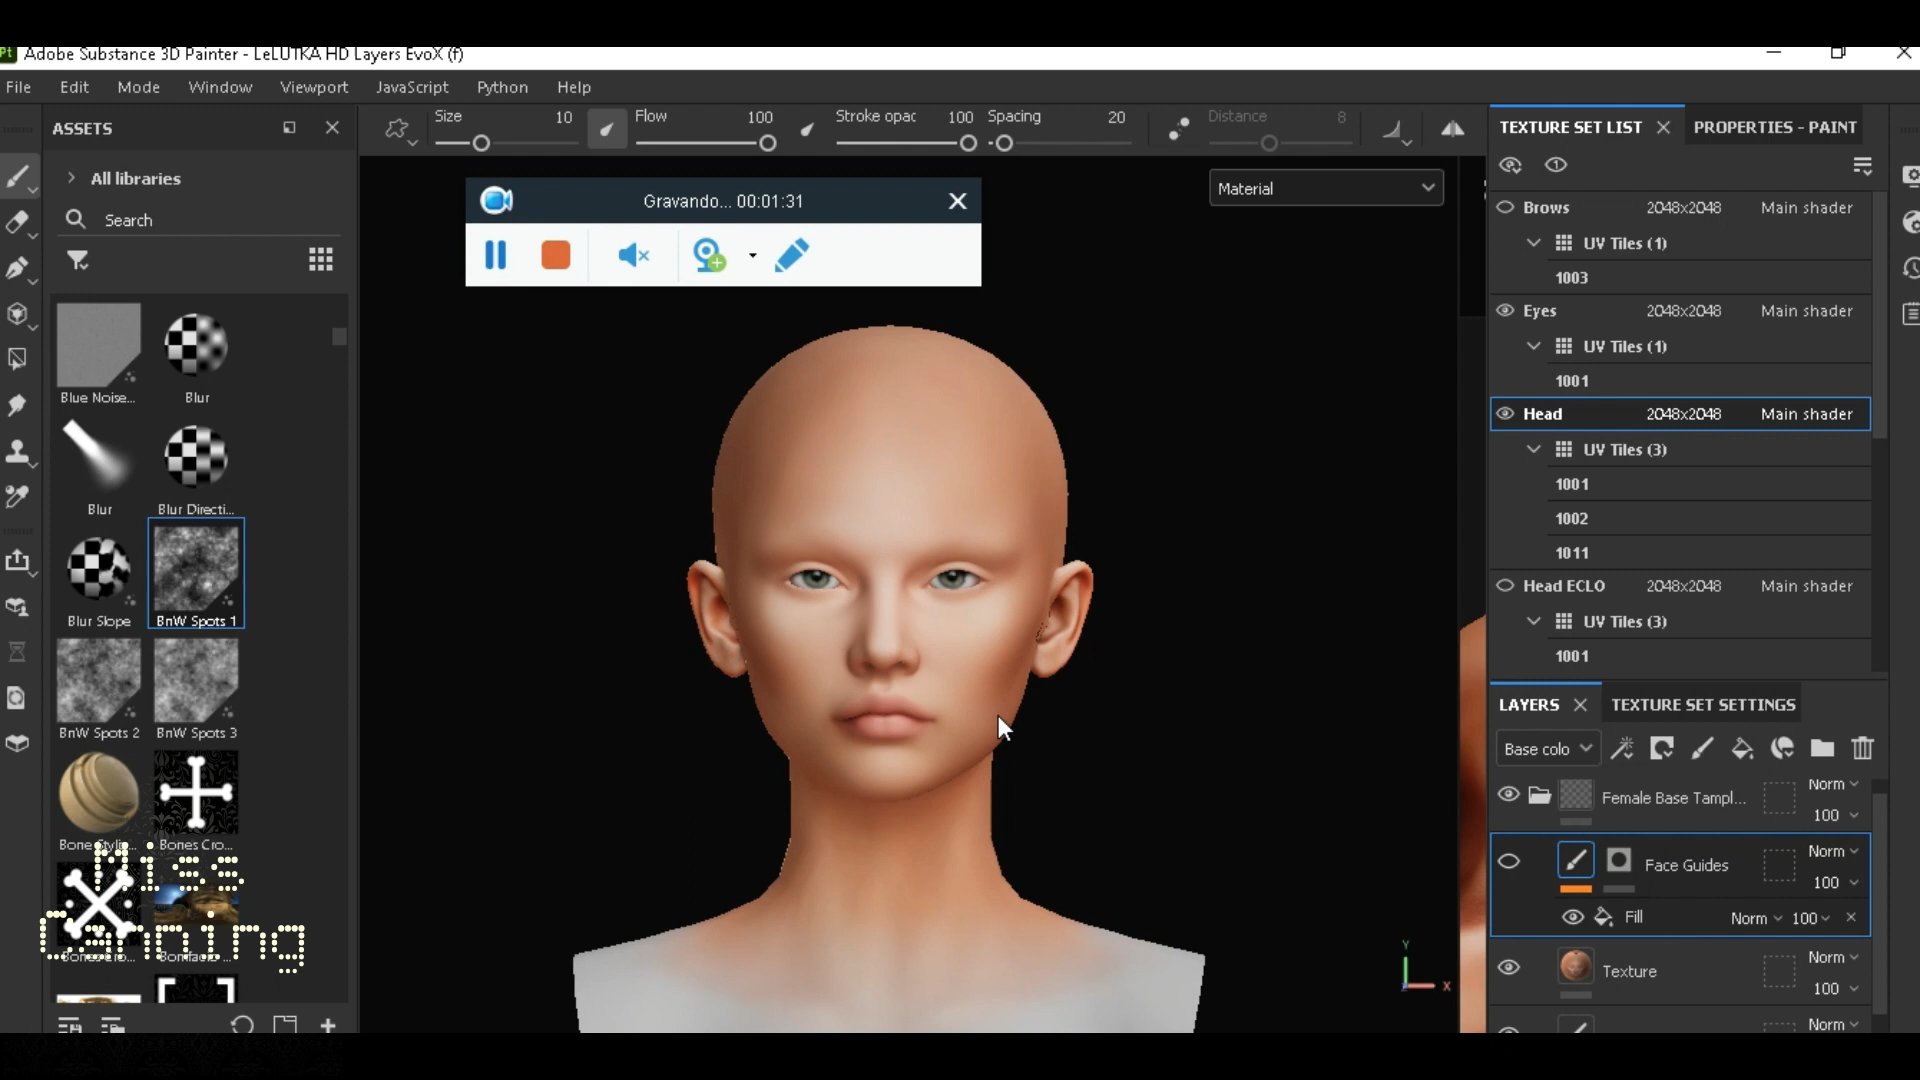 Pt Adobe Substance 3D Painter - LeLUTKA HD Layers EvoX (f)
File Edit Mode Window Viewport JavaScript Python Help
ASSETS
Size 10 Flow 100 Stroke opac 100 Spacing 20 Distance 8
TEXTURE SET LIST PROPERTIES - PAINT
All libraries
Search
Gravando... 00:01:31
Material
Brows 2048x2048 Main shader
UV Tiles (1)
1003
Eyes 2048x2048 Main shader
UV Tiles (1)
1001
Head 2048x2048 Main shader
UV Tiles (3)
1001
1002
1011
Head ECLO 2048x2048 Main shader
UV Tiles (3)
1001
Blue Noise... Blur
Blur Blur Directi...
Blur Slope BnW Spots 1
BnW Spots 2 BnW Spots 3
Bone Styli... Bones Cro...
Miss
Canning
LAYERS TEXTURE SET SETTINGS
Base colo
Female Base Tampl... Norm 100
Face Guides Norm 100
Fill Norm 100
Texture Norm 100
Norm
Y
X